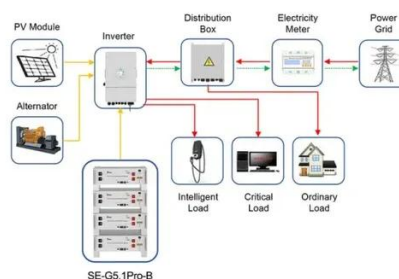 PV Module
Inverter
Distribution
Box
Electricity
Meter
Power
Grid
Alternator
Intelligent
Load
Critical
Load
Ordinary
Load
SE-G5.1Pro-B